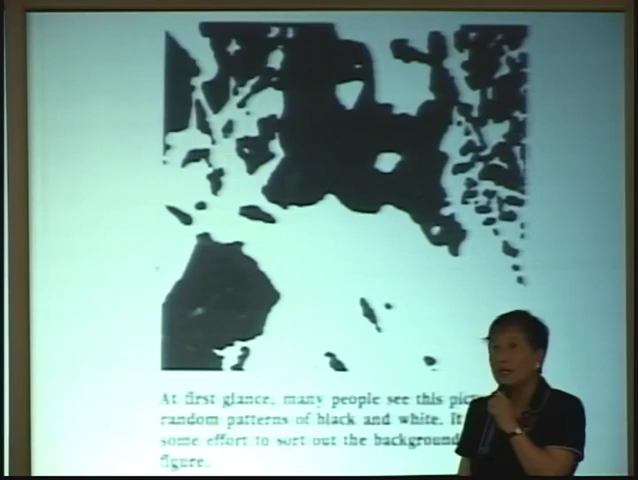 At first glance, many people see this pic
random patterns of black and white. It
some effort to sort out the background
figure.